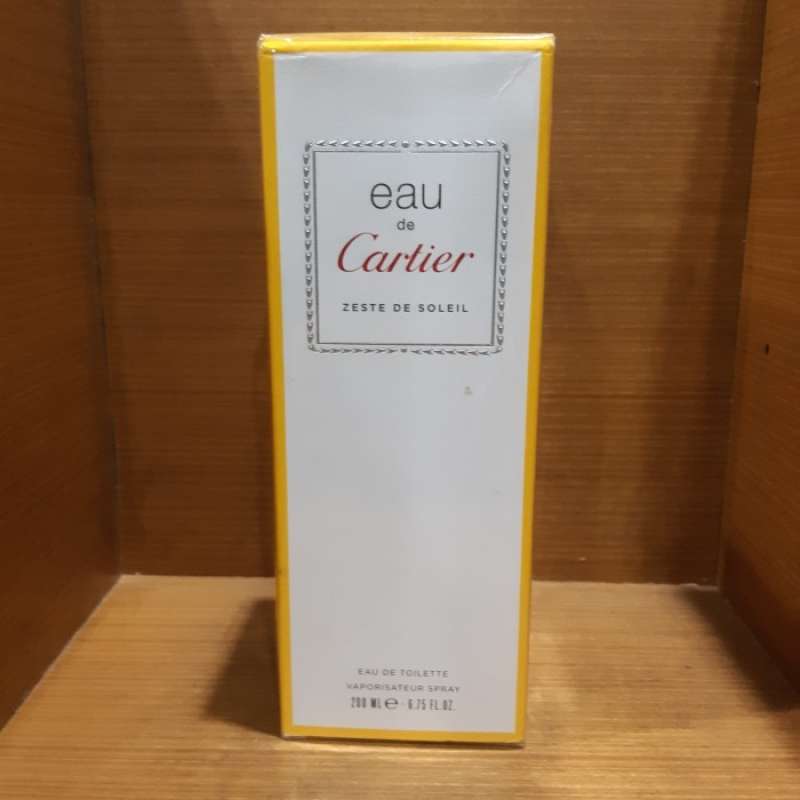 eau
de
Cartier
ZESTE DE SOLEIL
EAU DE TOILETTE
VAPORISATEUR SPRAY
200 ML ℮ - 6.75 FL.OZ.